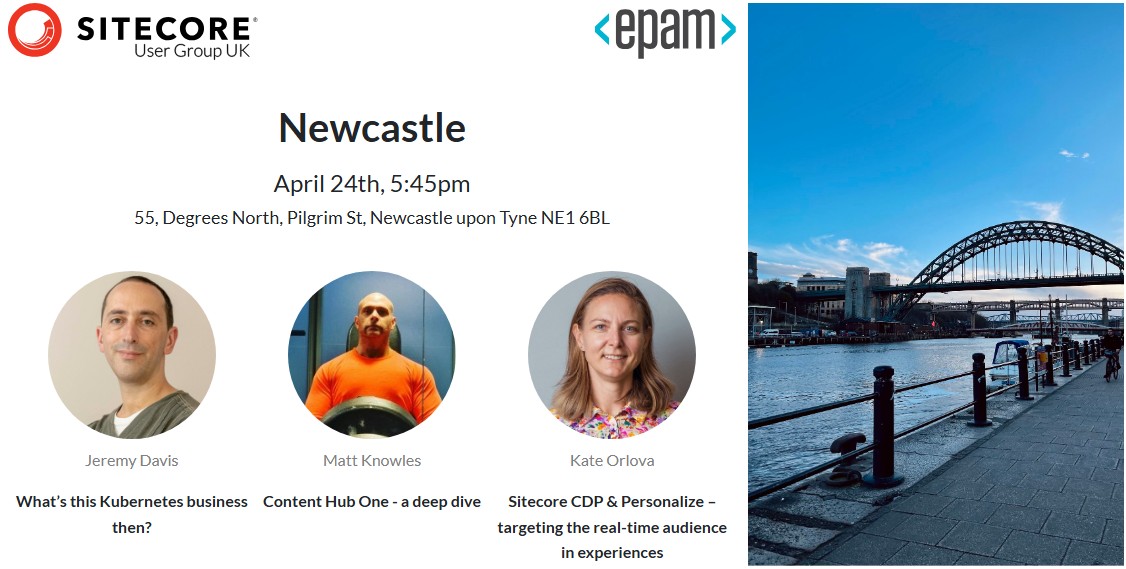 SITECORE®
User Group UK
<epam>
Newcastle
April 24th, 5:45pm
55, Degrees North, Pilgrim St, Newcastle upon Tyne NE1 6BL
Jeremy Davis
Matt Knowles
Kate Orlova
What’s this Kubernetes business
then?
Content Hub One - a deep dive
Sitecore CDP & Personalize –
targeting the real-time audience
in experiences